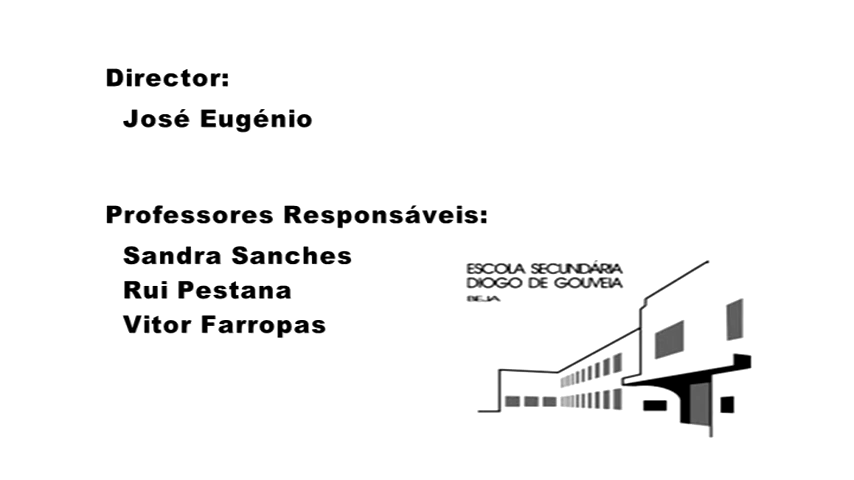 Director:
José Eugénio
Professores Responsáveis:
Sandra Sanches
Rui Pestana
Vitor Farropas
ESCOLA SECUNDÁRIA
DIOGO DE GOUVEIA
BEJA